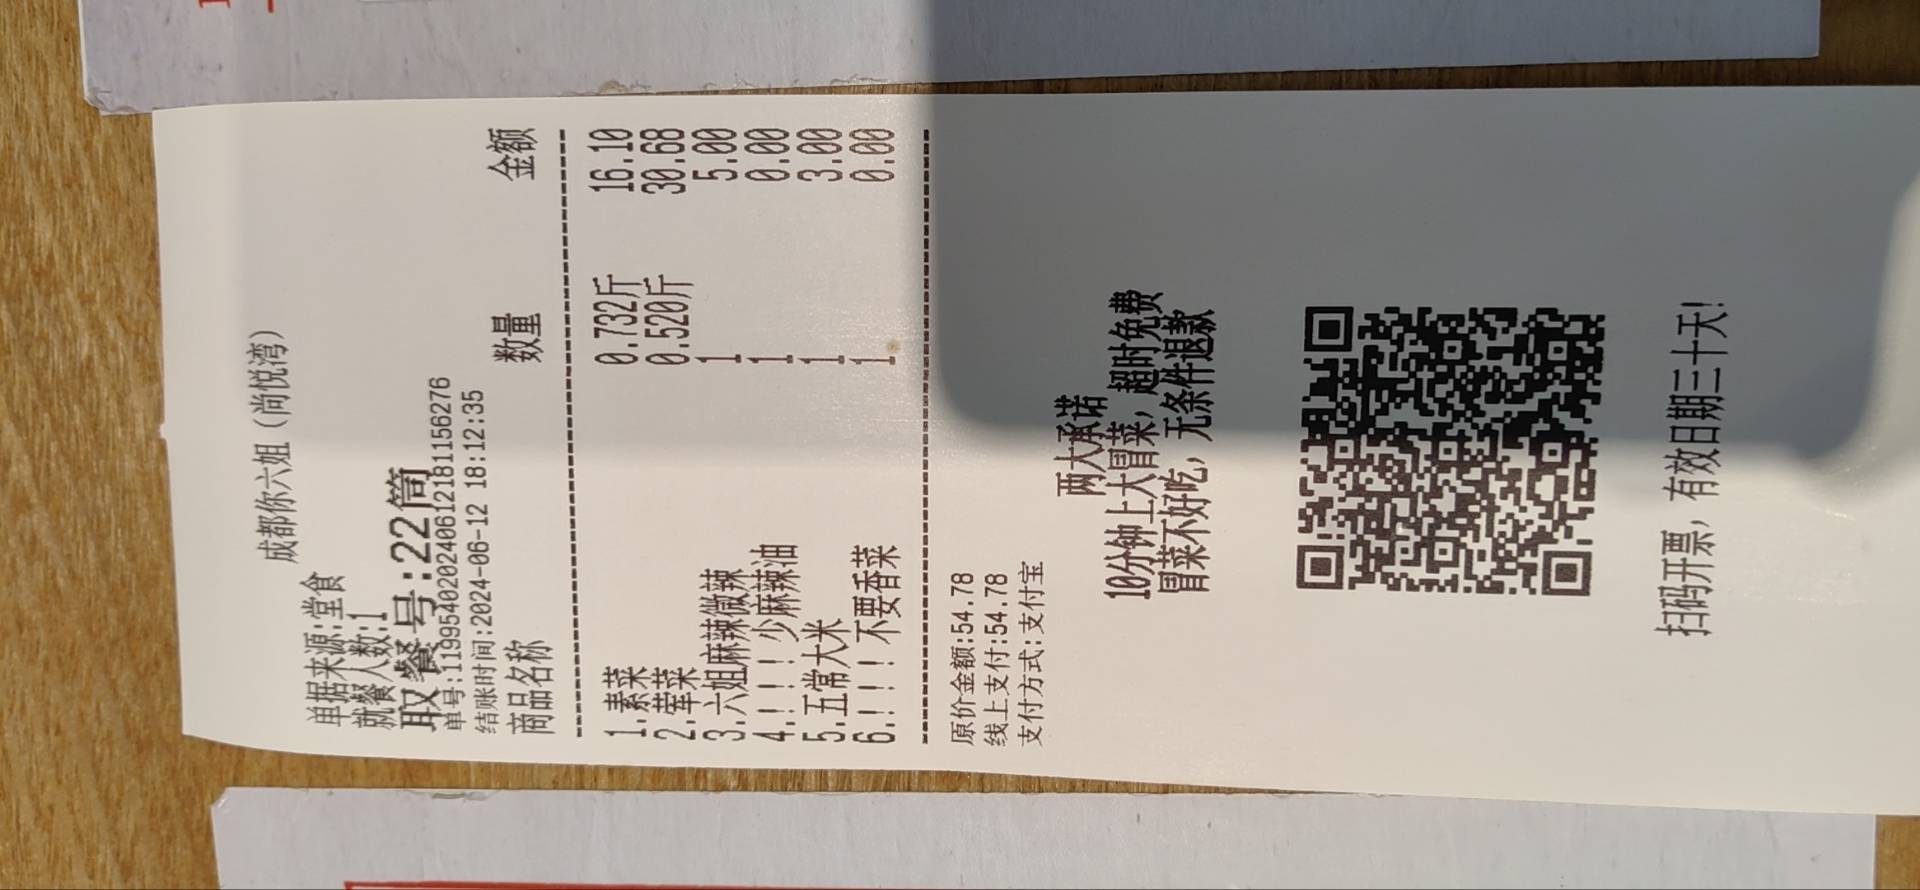 成都你六姐（尚悦湾）
单据来源:堂食
就餐人数:1
取餐号:22筒
单号:119954020240612181156276
结账时间:2024-06-12 18:12:35
商品名称 数量 金额
1.素菜 0.732斤 16.10
2.荤菜 0.520斤 30.68
3.六姐麻辣微辣 1 5.00
4.!!!少麻辣油 1 0.00
5.五常大米 1 3.00
6.!!!不要香菜 1 0.00
原价金额:54.78
线上支付:54.78
支付方式:支付宝
两大承诺
10分钟上大冒菜，超时免费
冒菜不好吃，无条件退款
扫码开票，有效日期三十天!